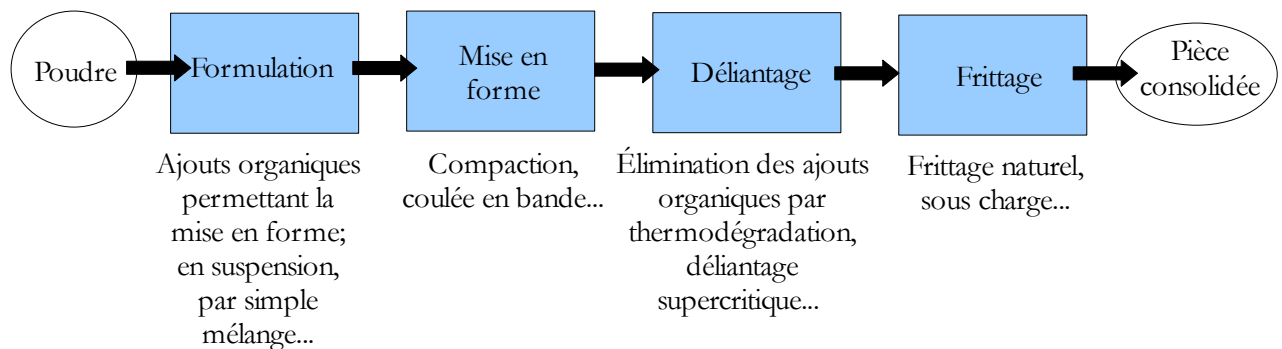 Poudre
Formulation
Mise en
forme
Déliantage
Frittage
Pièce
consolidée
Ajouts organiques
permettant la
mise en forme;
en suspension,
par simple
mélange...
Compaction,
coulée en bande...
Élimination des ajouts
organiques par
thermodégradation,
déliantage
supercritique...
Frittage naturel,
sous charge...